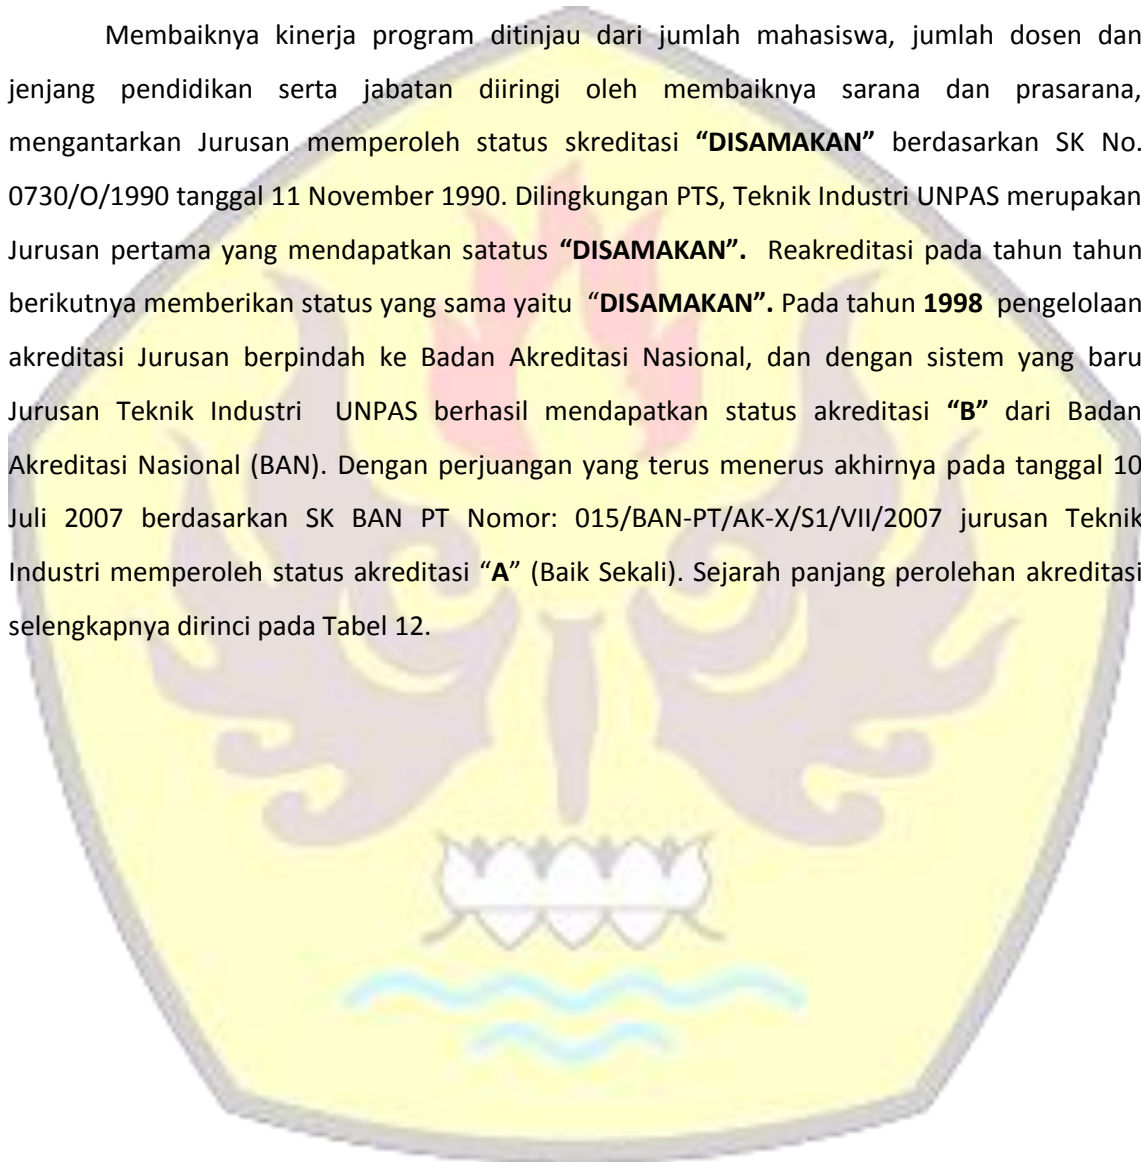 Membaiknya kinerja program ditinjau dari jumlah mahasiswa, jumlah dosen dan
jenjang pendidikan serta jabatan diiringi oleh membaiknya sarana dan prasarana,
mengantarkan Jurusan memperoleh status skreditasi “DISAMAKAN” berdasarkan SK No.
0730/O/1990 tanggal 11 November 1990. Dilingkungan PTS, Teknik Industri UNPAS merupakan
Jurusan pertama yang mendapatkan satatus “DISAMAKAN”. Reakreditasi pada tahun tahun
berikutnya memberikan status yang sama yaitu “DISAMAKAN”. Pada tahun 1998 pengelolaan
akreditasi Jurusan berpindah ke Badan Akreditasi Nasional, dan dengan sistem yang baru
Jurusan Teknik Industri UNPAS berhasil mendapatkan status akreditasi “B” dari Badan
Akreditasi Nasional (BAN). Dengan perjuangan yang terus menerus akhirnya pada tanggal 10
Juli 2007 berdasarkan SK BAN PT Nomor: 015/BAN-PT/AK-X/S1/VII/2007 jurusan Teknik
Industri memperoleh status akreditasi “A” (Baik Sekali). Sejarah panjang perolehan akreditasi
selengkapnya dirinci pada Tabel 12.